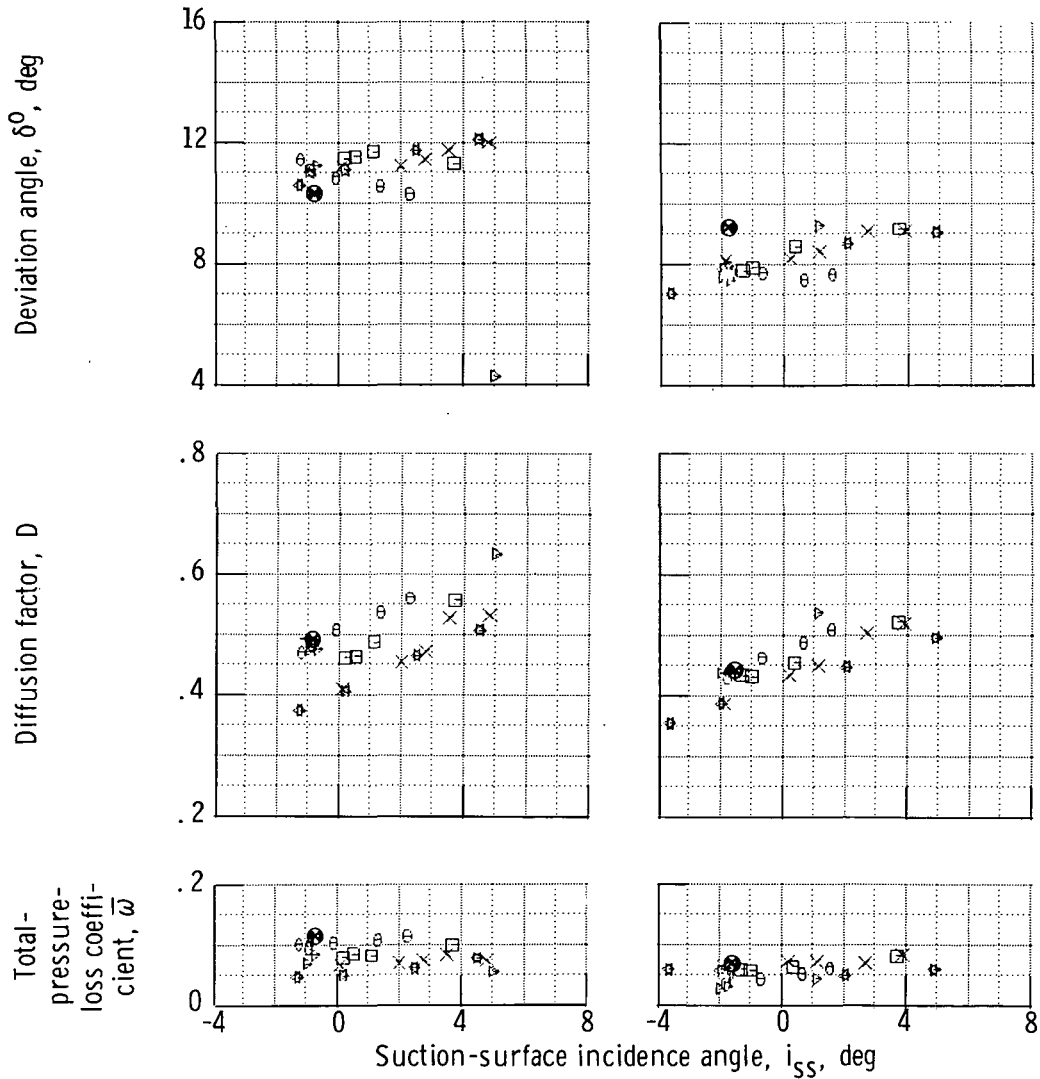 Deviation angle, δ⁰, deg
16
12
8
4
Diffusion factor, D
.8
.6
.4
.2
Total-
pressure-
loss coeffi-
cient, ω̅
.2
.1
0
-4 0 4 8
-4 0 4 8
Suction-surface incidence angle, iss, deg